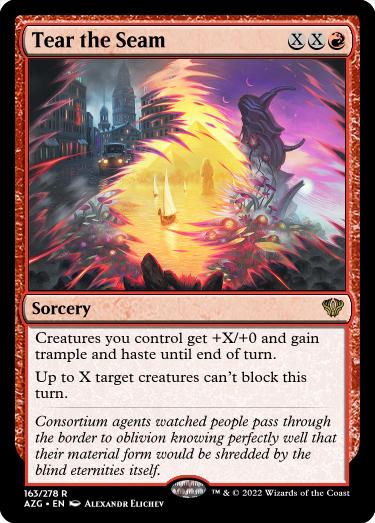 Tear the Seam
X X
Sorcery
Creatures you control get +X/+0 and gain
trample and haste until end of turn.
Up to X target creatures can't block this
turn.
Consortium agents watched people pass through
the border to oblivion knowing perfectly well that
their material form would be shredded by the
blind eternities itself.
163/278 R
AZG • EN Alexandr Elichev
™ & © 2022 Wizards of the Coast